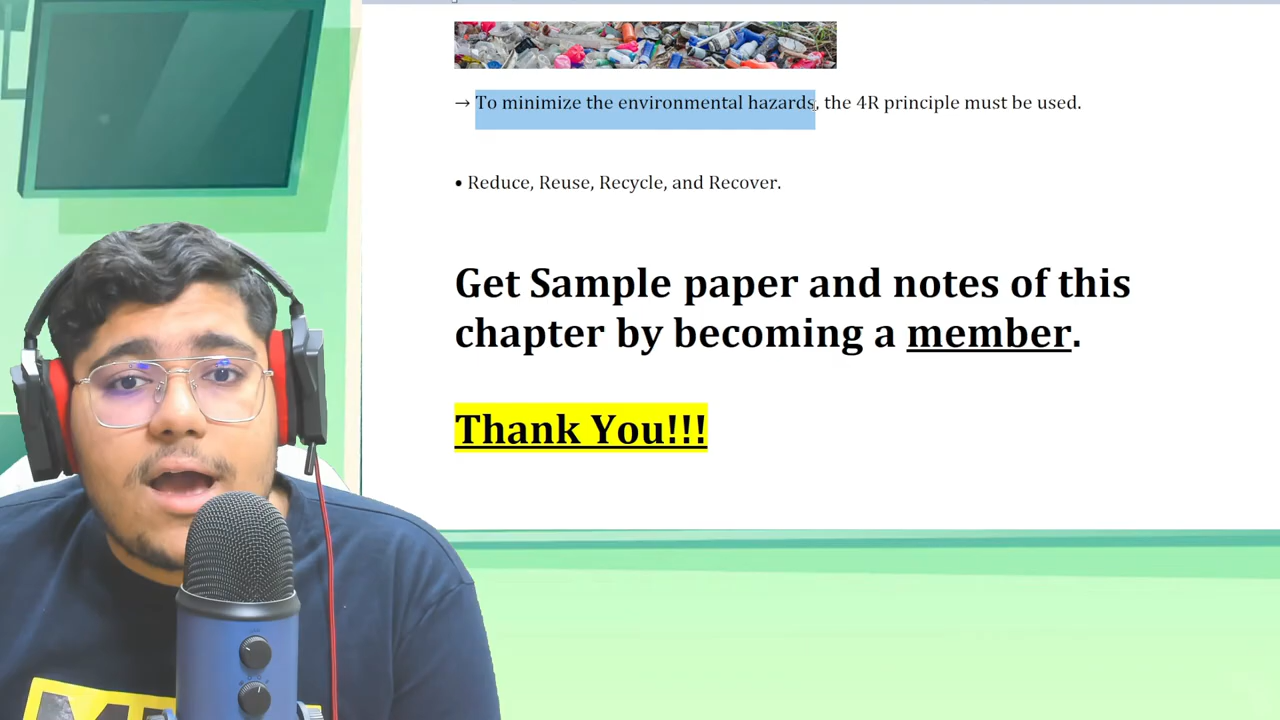 → To minimize the environmental hazards, the 4R principle must be used.
• Reduce, Reuse, Recycle, and Recover.
Get Sample paper and notes of this
chapter by becoming a member.
Thank You!!!